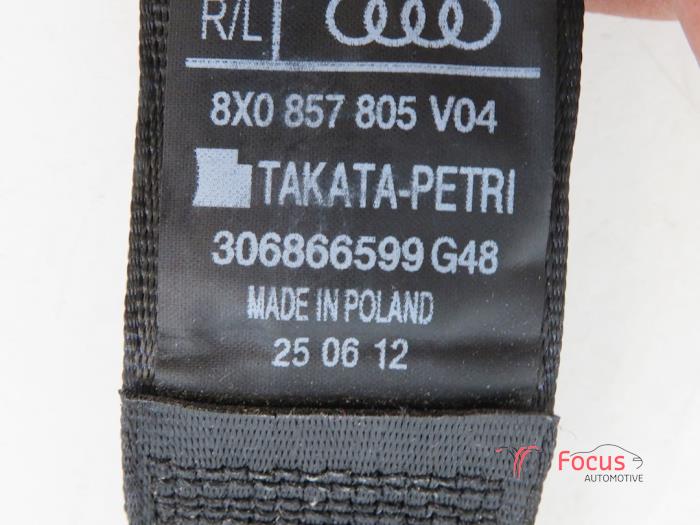 R/L
8X0 857 805 V04
TAKATA-PETRI
306866599 G48
MADE IN POLAND
25 06 12
Focus
AUTOMOTIVE